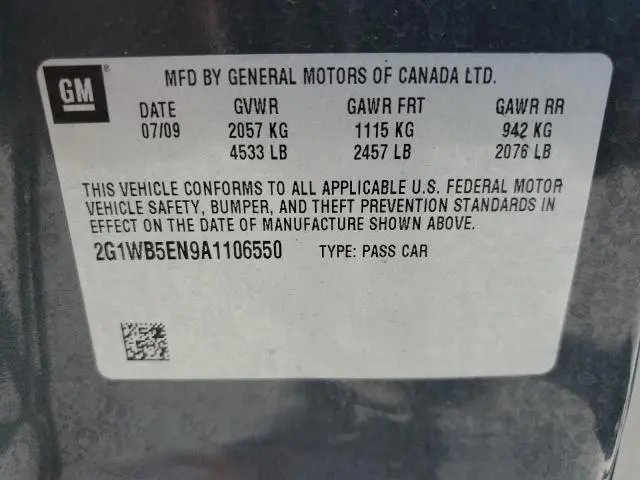 GM
MFD BY GENERAL MOTORS OF CANADA LTD.
DATE GVWR GAWR FRT GAWR RR
07/09 2057 KG 1115 KG 942 KG
4533 LB 2457 LB 2076 LB
THIS VEHICLE CONFORMS TO ALL APPLICABLE U.S. FEDERAL MOTOR
VEHICLE SAFETY, BUMPER, AND THEFT PREVENTION STANDARDS IN
EFFECT ON THE DATE OF MANUFACTURE SHOWN ABOVE.
2G1WB5EN9A1106550 TYPE: PASS CAR